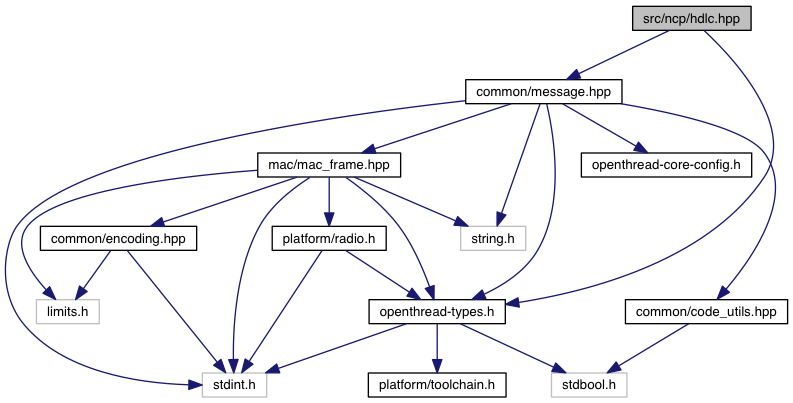 src/ncp/hdlc.hpp
common/message.hpp
mac/mac_frame.hpp
openthread-core-config.h
common/encoding.hpp
platform/radio.h
string.h
limits.h
openthread-types.h
common/code_utils.hpp
stdint.h
platform/toolchain.h
stdbool.h